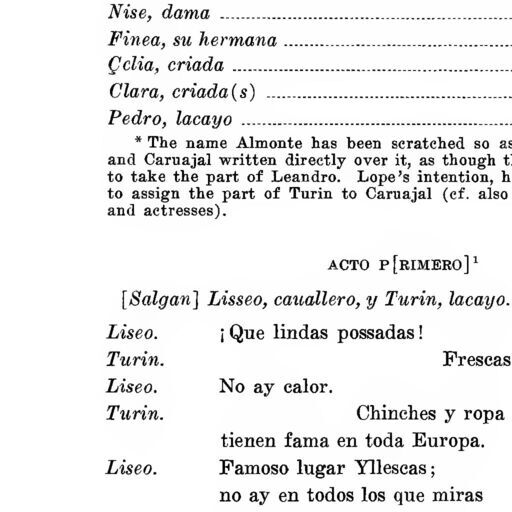 Nise, dama
Finea, su hermana
Çelia, criada
Clara, criada(s)
Pedro, lacayo
* The name Almonte has been scratched so as
and Caruajal written directly over it, as though
to take the part of Leandro. Lope's intention,
to assign the part of Turin to Caruajal (cf. also
and actresses).
ACTO P[RIMERO]¹
[Salgan] Lisseo, cauallero, y Turin, lacayo.
Liseo. ¡Que lindas possadas!
Turin. Frescas
Liseo. No ay calor.
Turin. Chinches y ropa
tienen fama en toda Europa.
Liseo. Famoso lugar Yllescas;
no ay en todos los que miras